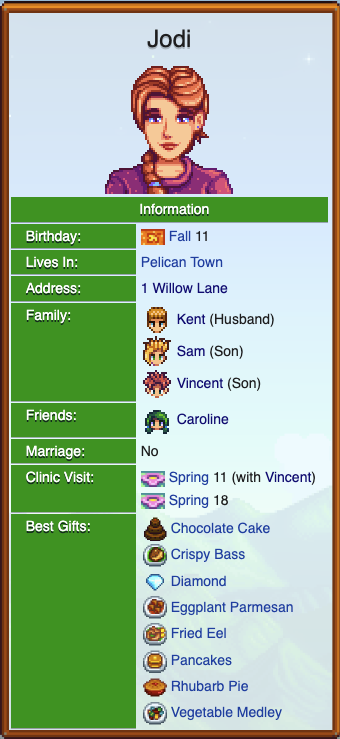 Jodi
Information
Birthday: Fall 11
Lives In: Pelican Town
Address: 1 Willow Lane
Family: Kent (Husband)
Sam (Son)
Vincent (Son)
Friends: Caroline
Marriage: No
Clinic Visit: Spring 11 (with Vincent)
Spring 18
Best Gifts: Chocolate Cake
Crispy Bass
Diamond
Eggplant Parmesan
Fried Eel
Pancakes
Rhubarb Pie
Vegetable Medley